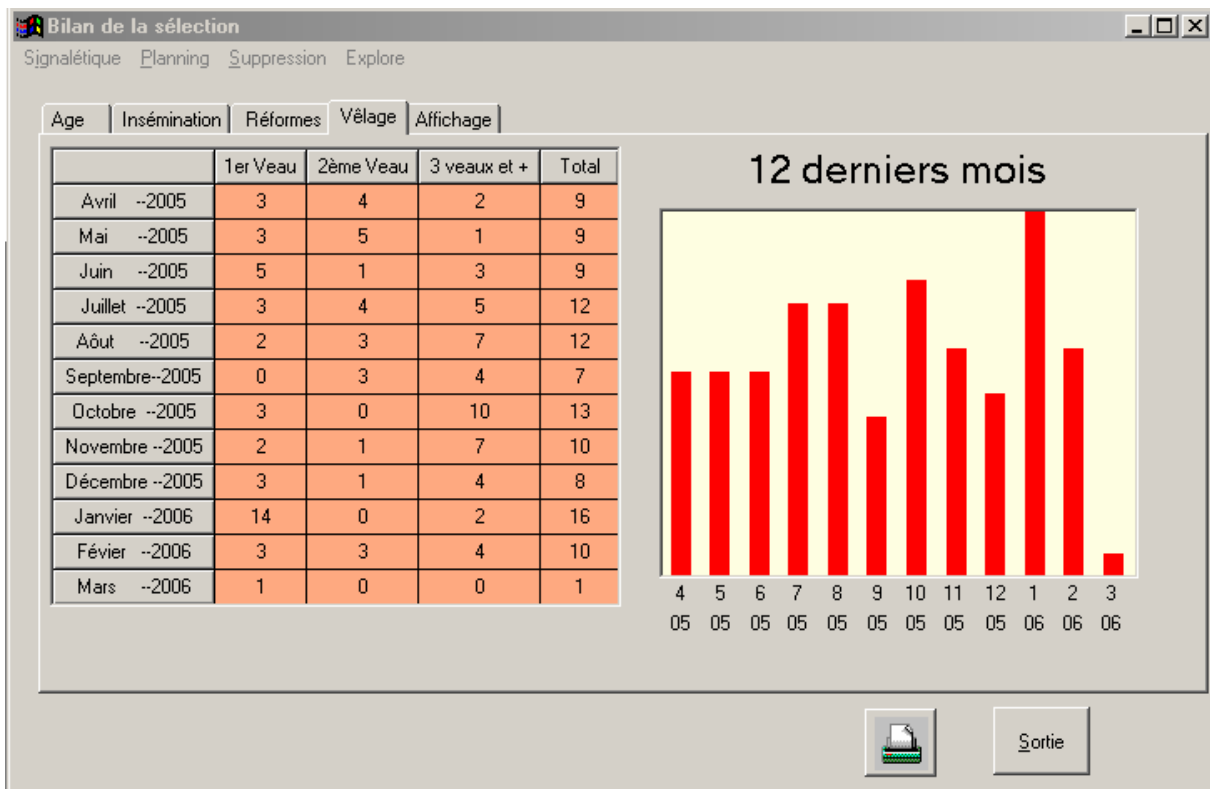 Bilan de la sélection
Signalétique Planning Suppression Explore
Age Insémination Réformes Vêlage Affichage
1er Veau 2ème Veau 3 veaux et + Total
Avril --2005 3 4 2 9
Mai --2005 3 5 1 9
Juin --2005 5 1 3 9
Juillet --2005 3 4 5 12
Aôut --2005 2 3 7 12
Septembre--2005 0 3 4 7
Octobre --2005 3 0 10 13
Novembre --2005 2 1 7 10
Décembre --2005 3 1 4 8
Janvier --2006 14 0 2 16
Févier --2006 3 3 4 10
Mars --2006 1 0 0 1
12 derniers mois
4 5 6 7 8 9 10 11 12 1 2 3
05 05 05 05 05 05 05 05 05 06 06 06
Sortie